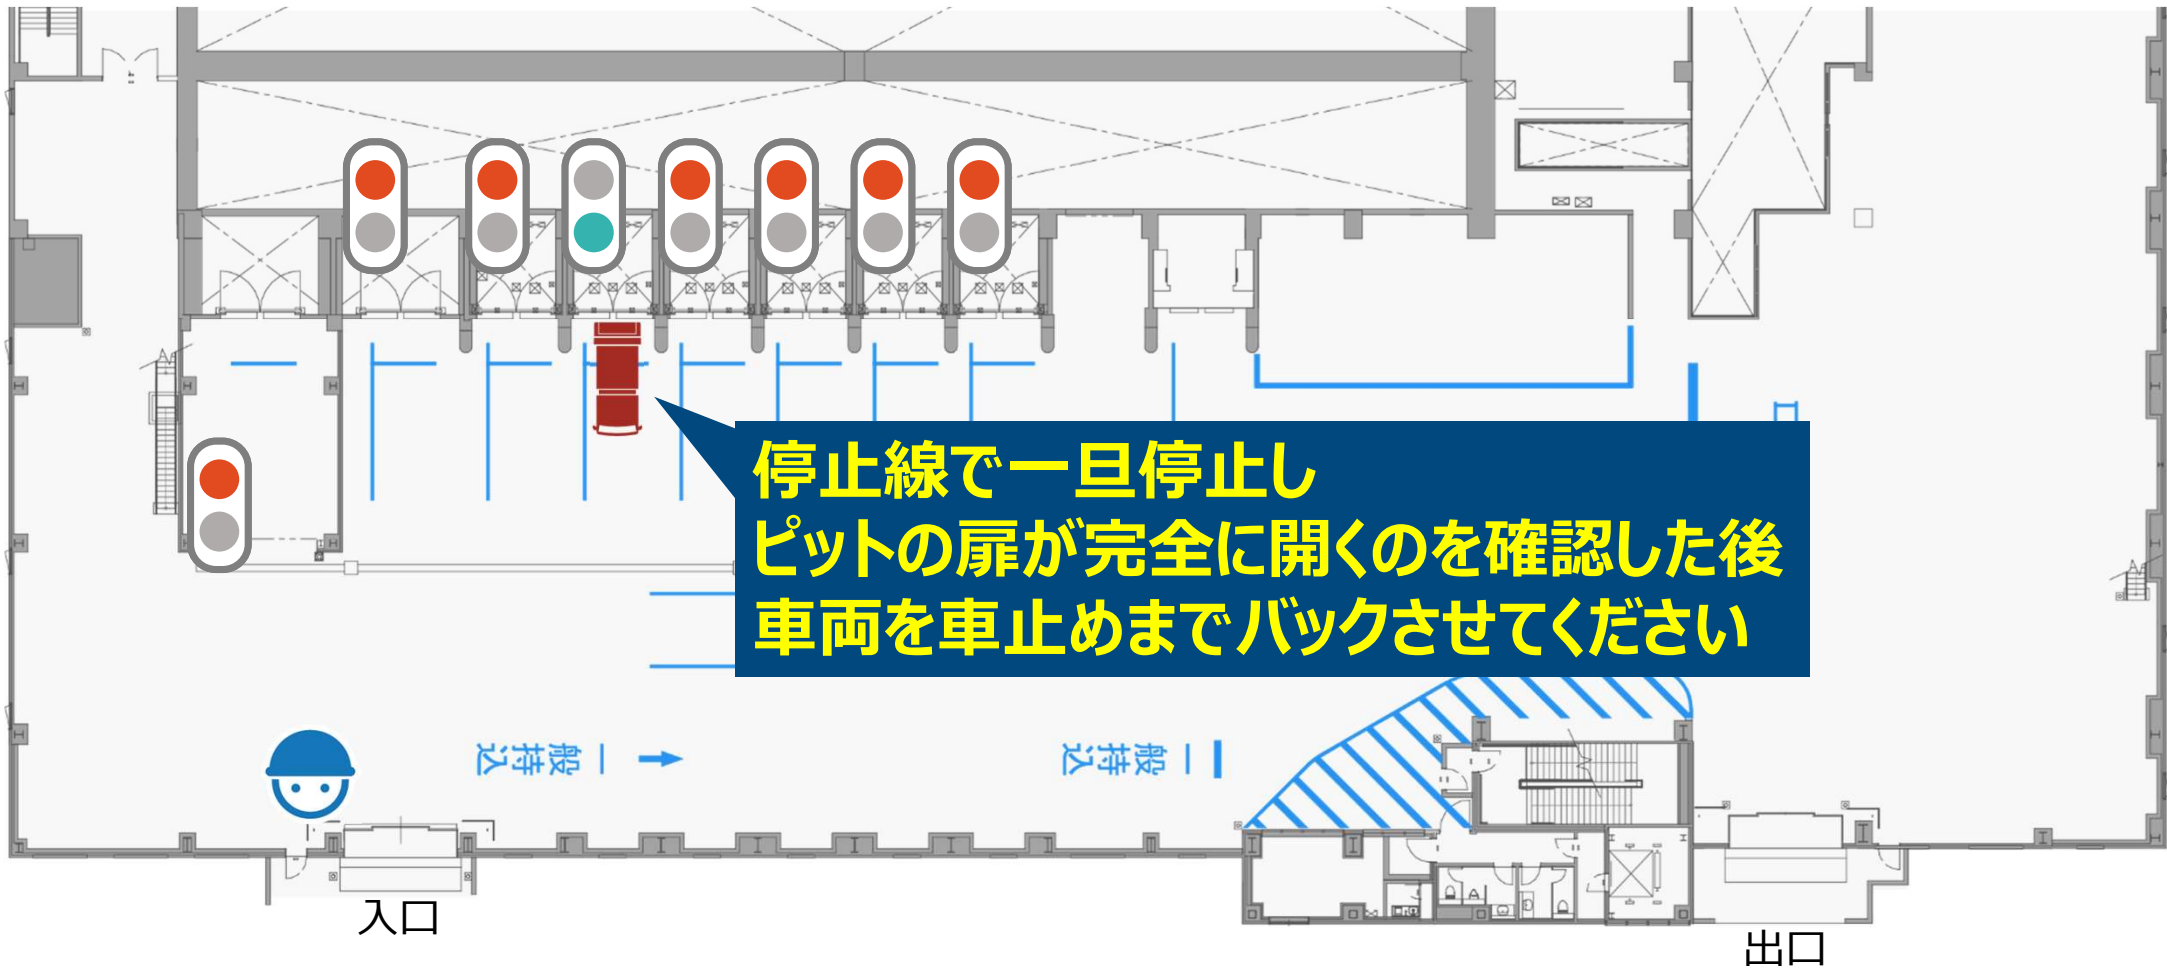 停止線で一旦停止し
ピットの扉が完全に開くのを確認した後
車両を車止めまでバックさせてください
一般持込
一般持込
入口
出口